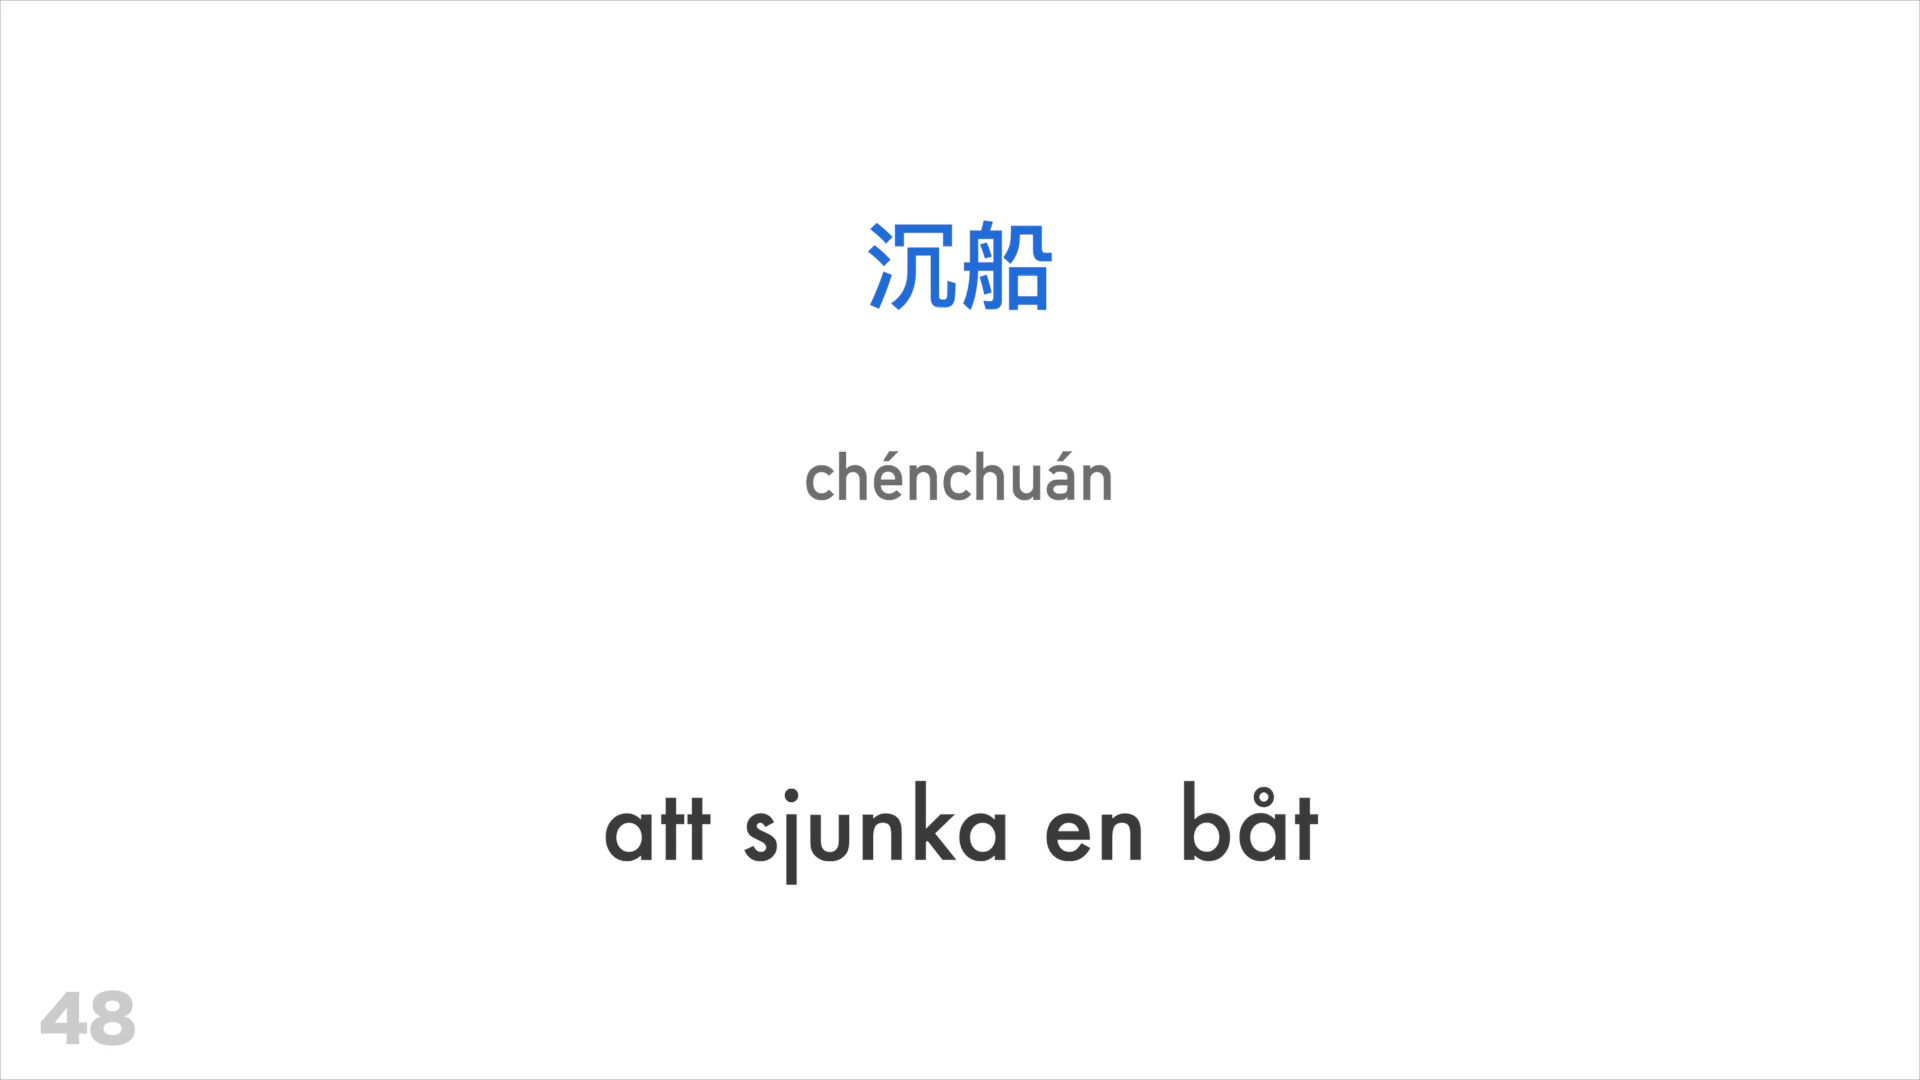 沉船
chénchuán
att sjunka en båt
48